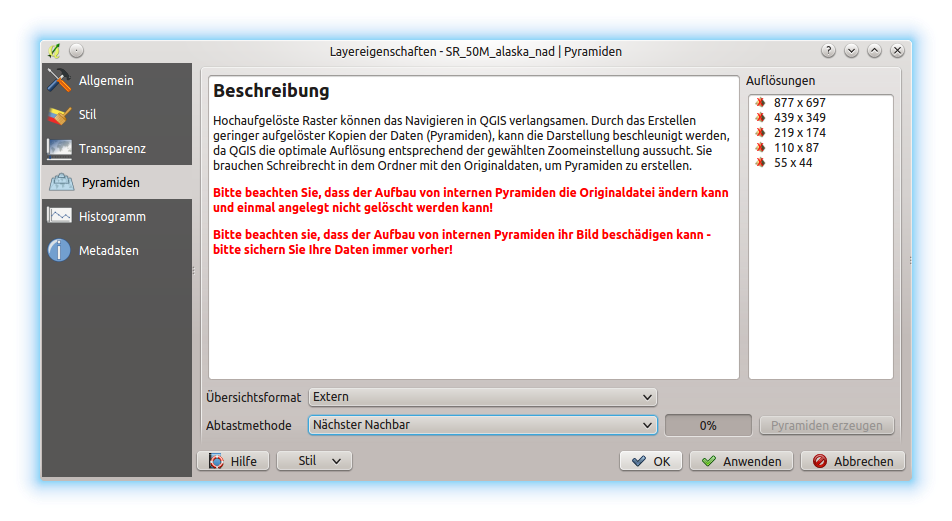 Layereigenschaften - SR_50M_alaska_nad | Pyramiden
Allgemein
Stil
Transparenz
Pyramiden
Histogramm
Metadaten
Beschreibung
Hochaufgelöste Raster können das Navigieren in QGIS verlangsamen. Durch das Erstellen
geringer aufgelöster Kopien der Daten (Pyramiden), kann die Darstellung beschleunigt werden,
da QGIS die optimale Auflösung entsprechend der gewählten Zoomeinstellung aussucht. Sie
brauchen Schreibrecht in dem Ordner mit den Originaldaten, um Pyramiden zu erstellen.
Bitte beachten Sie, dass der Aufbau von internen Pyramiden die Originaldatei ändern kann
und einmal angelegt nicht gelöscht werden kann!
Bitte beachten sie, dass der Aufbau von internen Pyramiden ihr Bild beschädigen kann -
bitte sichern Sie Ihre Daten immer vorher!
Auflösungen
877 x 697
439 x 349
219 x 174
110 x 87
55 x 44
Übersichtsformat Extern
Abtastmethode Nächster Nachbar 0% Pyramiden erzeugen
Hilfe Stil OK Anwenden Abbrechen